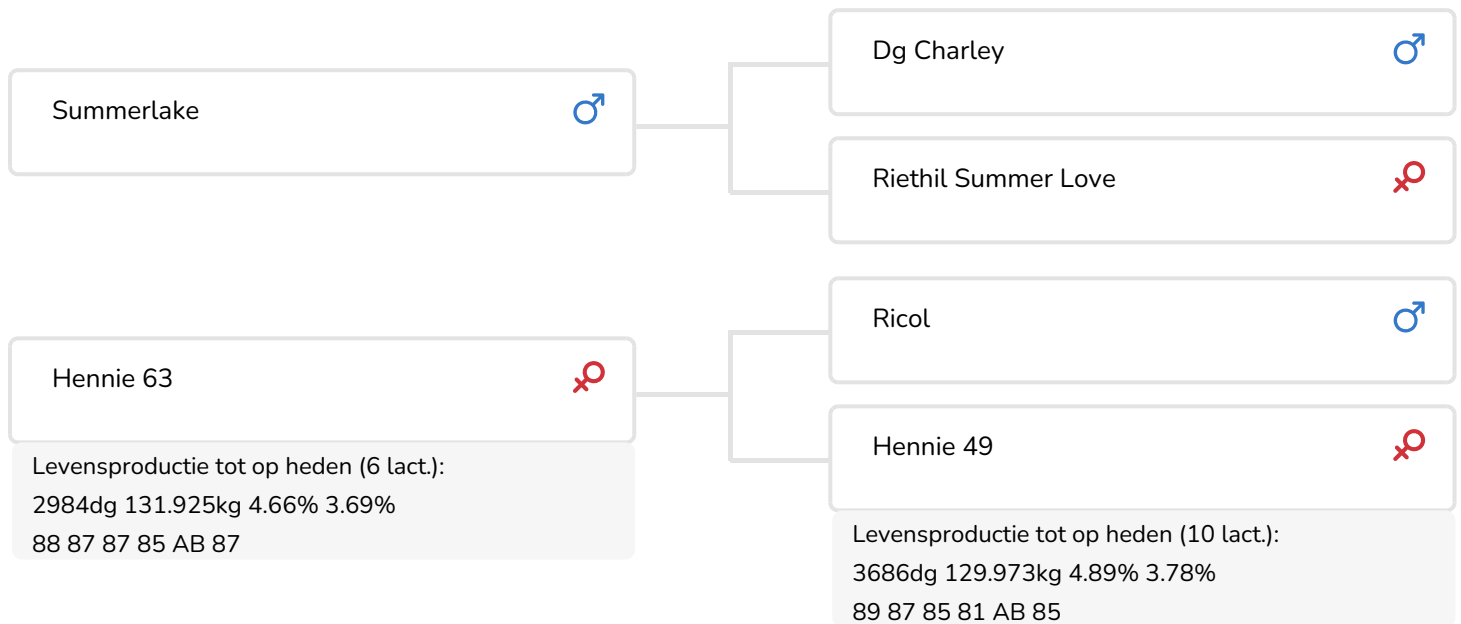 Dg Charley
Summerlake
Riethil Summer Love
Ricol
Hennie 63
Hennie 49
Levensproductie tot op heden (6 lact.):
2984dg 131.925kg 4.66% 3.69%
88 87 87 85 AB 87
Levensproductie tot op heden (10 lact.):
3686dg 129.973kg 4.89% 3.78%
89 87 85 81 AB 85